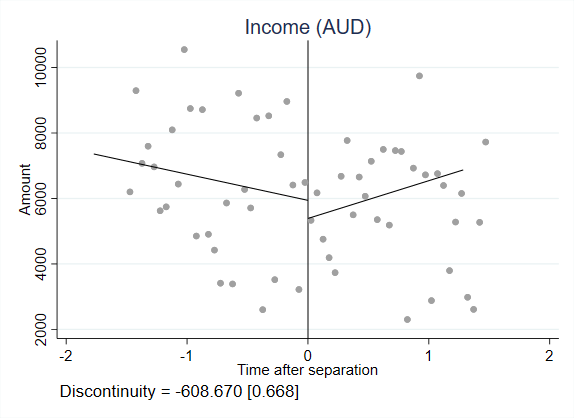 Income (AUD)
10000
8000
6000
4000
2000
Amount
-2 -1 0 1 2
Time after separation
Discontinuity = -608.670 [0.668]